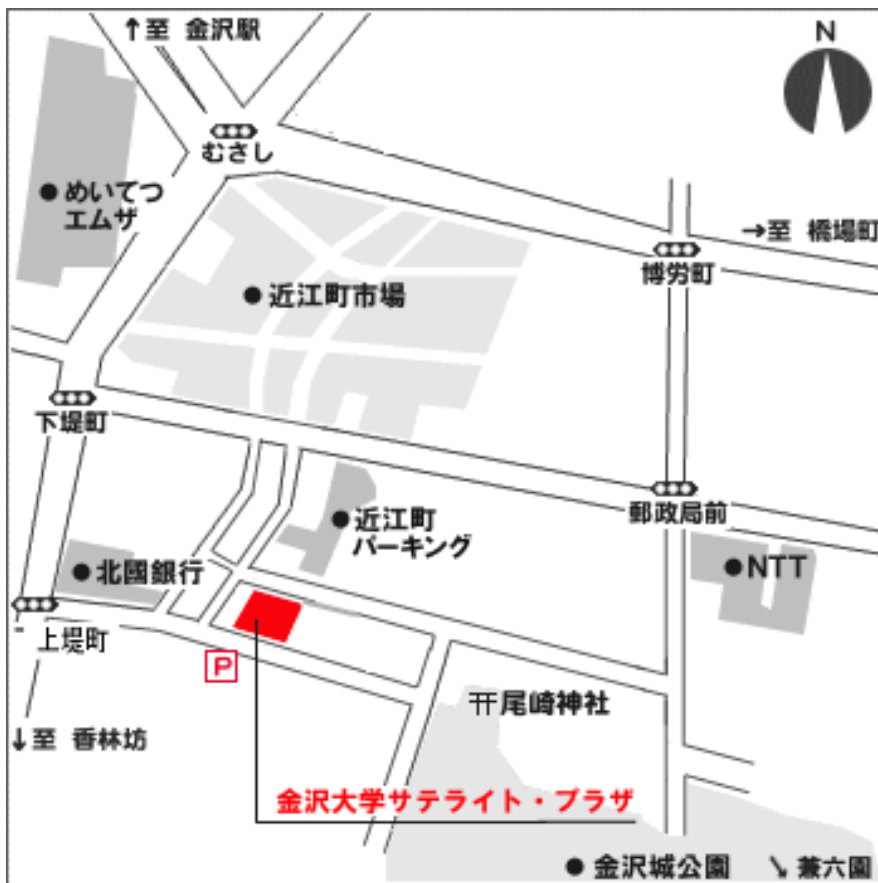 ↑至 金沢駅
N
むさし
●めいてつ
エムザ
→至 橋場町
博労町
●近江町市場
下堤町
●近江町
パーキング
郵政局前
●北國銀行
●NTT
上堤町
P
尾崎神社
↓至 香林坊
金沢大学サテライト・プラザ
●金沢城公園 ↘兼六園